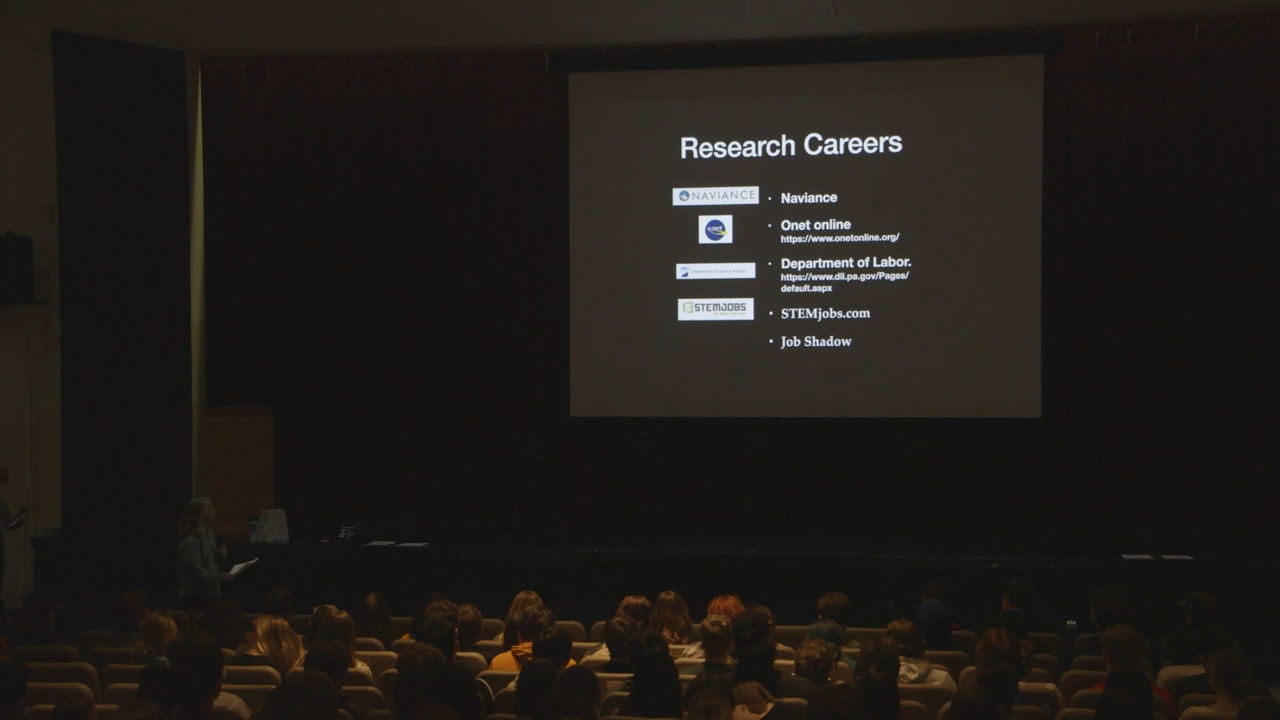 Research Careers
NAVIANCE
• Naviance
o*net
• Onet online
https://www.onetonline.org/
• Department of Labor.
https://www.dli.pa.gov/Pages/
default.aspx
STEMJOBS
• STEMjobs.com
• Job Shadow